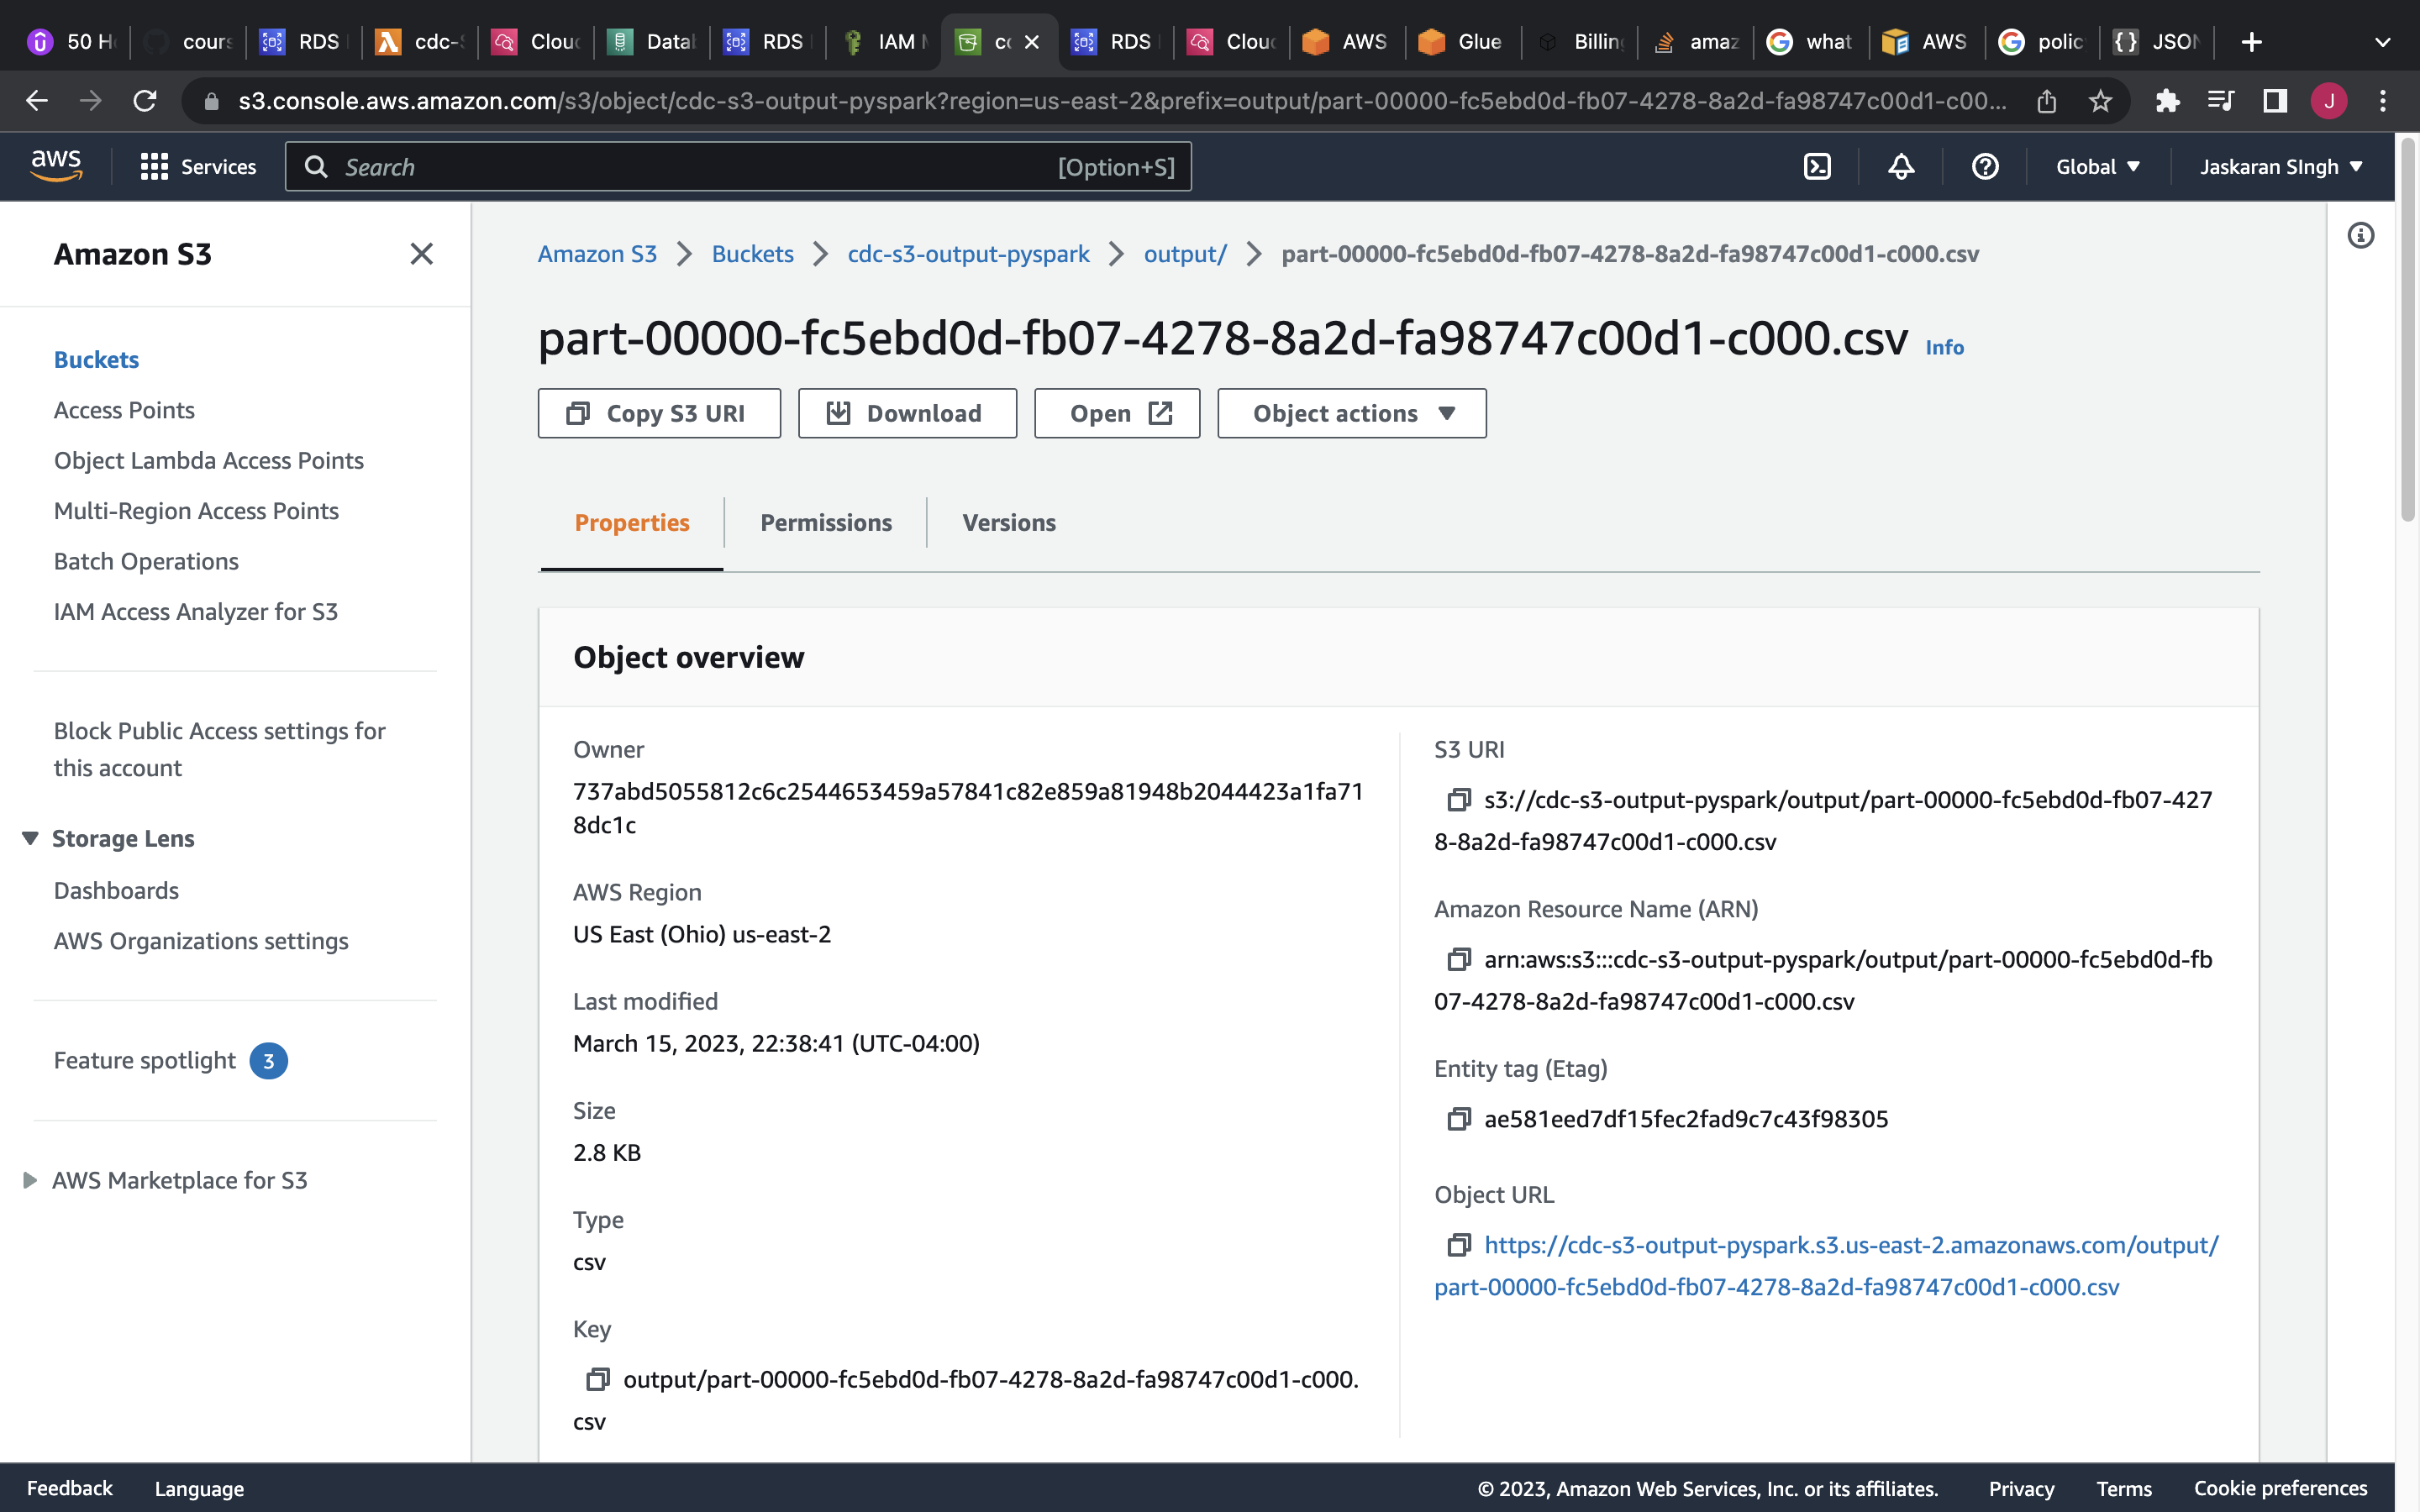 50 H
cours
RDS
cdc-
Clou
Datal
RDS
IAM
RDS
Clou
AWS
Glue
Billin
amaz
what
AWS
polic
JSON
s3.console.aws.amazon.com/s3/object/cdc-s3-output-pyspark?region=us-east-2&prefix=output/part-00000-fc5ebd0d-fb07-4278-8a2d-fa98747c00d1-c00...
J
aws
Services
Search
[Option+S]
Global
Jaskaran SIngh
Amazon S3
Buckets
Access Points
Object Lambda Access Points
Multi-Region Access Points
Batch Operations
IAM Access Analyzer for S3
Block Public Access settings for
this account
Storage Lens
Dashboards
AWS Organizations settings
Feature spotlight 3
AWS Marketplace for S3
Amazon S3 > Buckets > cdc-s3-output-pyspark > output/ > part-00000-fc5ebd0d-fb07-4278-8a2d-fa98747c00d1-c000.csv
part-00000-fc5ebd0d-fb07-4278-8a2d-fa98747c00d1-c000.csv Info
Copy S3 URI
Download
Open
Object actions
Properties
Permissions
Versions
Object overview
Owner
737abd5055812c6c2544653459a57841c82e859a81948b2044423a1fa71
8dc1c
AWS Region
US East (Ohio) us-east-2
Last modified
March 15, 2023, 22:38:41 (UTC-04:00)
Size
2.8 KB
Type
csv
Key
output/part-00000-fc5ebd0d-fb07-4278-8a2d-fa98747c00d1-c000.
csv
S3 URI
s3://cdc-s3-output-pyspark/output/part-00000-fc5ebd0d-fb07-427
8-8a2d-fa98747c00d1-c000.csv
Amazon Resource Name (ARN)
arn:aws:s3:::cdc-s3-output-pyspark/output/part-00000-fc5ebd0d-fb
07-4278-8a2d-fa98747c00d1-c000.csv
Entity tag (Etag)
ae581eed7df15fec2fad9c7c43f98305
Object URL
https://cdc-s3-output-pyspark.s3.us-east-2.amazonaws.com/output/
part-00000-fc5ebd0d-fb07-4278-8a2d-fa98747c00d1-c000.csv
Feedback
Language
© 2023, Amazon Web Services, Inc. or its affiliates.
Privacy
Terms
Cookie preferences